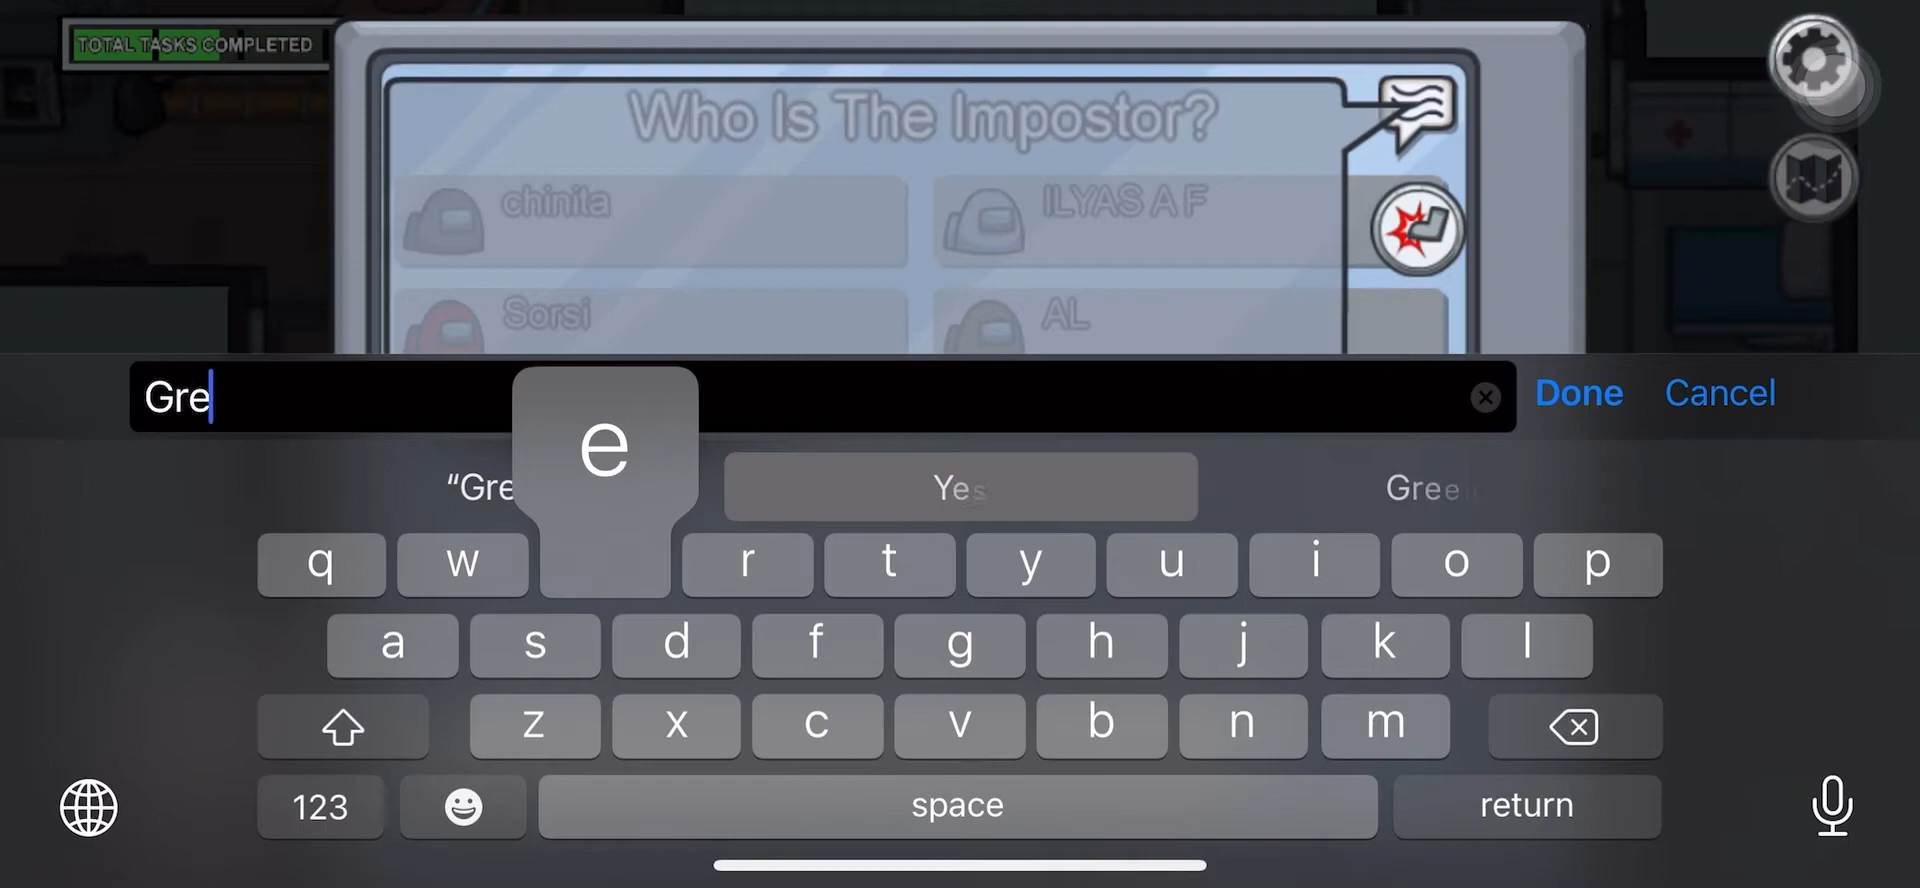 TOTAL TASKS COMPLETED
Who Is The Impostor?
chinita
ILYAS A F
Sorsi
AL
Gre
Done
Cancel
e
“Gre
Yes
Gree
q w r t y u i o p
a s d f g h j k l
z x c v b n m
123
space
return